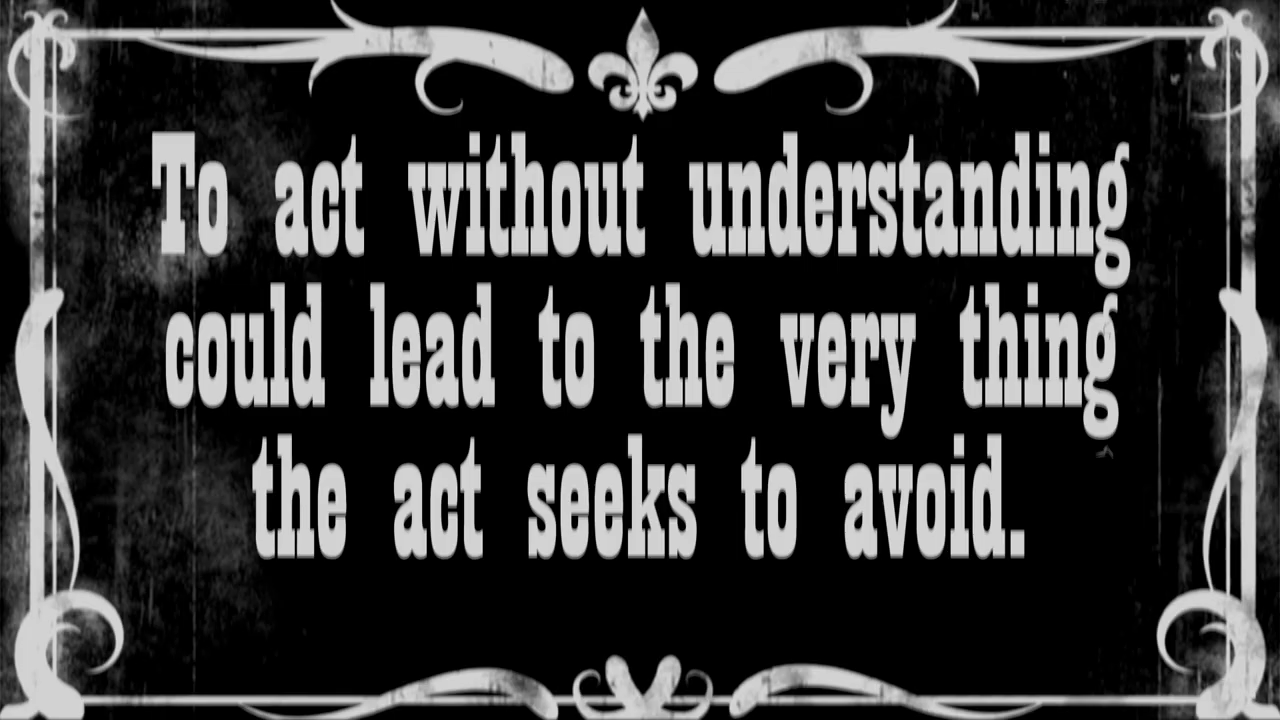 To act without understanding
could lead to the very thing
the act seeks to avoid.